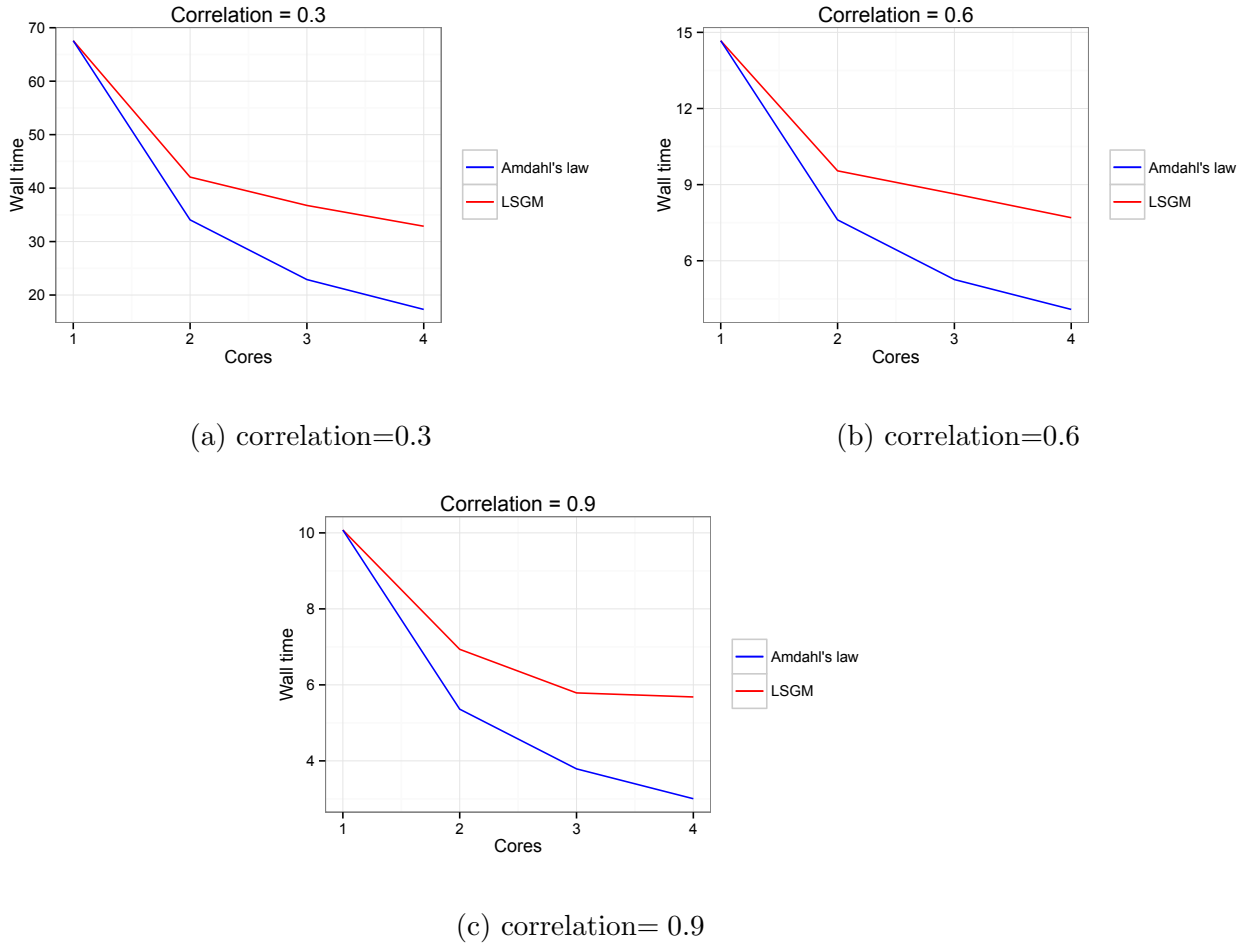 Correlation = 0.3
70
60
50
40
30
20
Wall time
1 2 3 4
Cores
Amdahl's law
LSGM
(a) correlation=0.3
Correlation = 0.6
15
12
9
6
Wall time
1 2 3 4
Cores
Amdahl's law
LSGM
(b) correlation=0.6
Correlation = 0.9
10
8
6
4
Wall time
1 2 3 4
Cores
Amdahl's law
LSGM
(c) correlation= 0.9